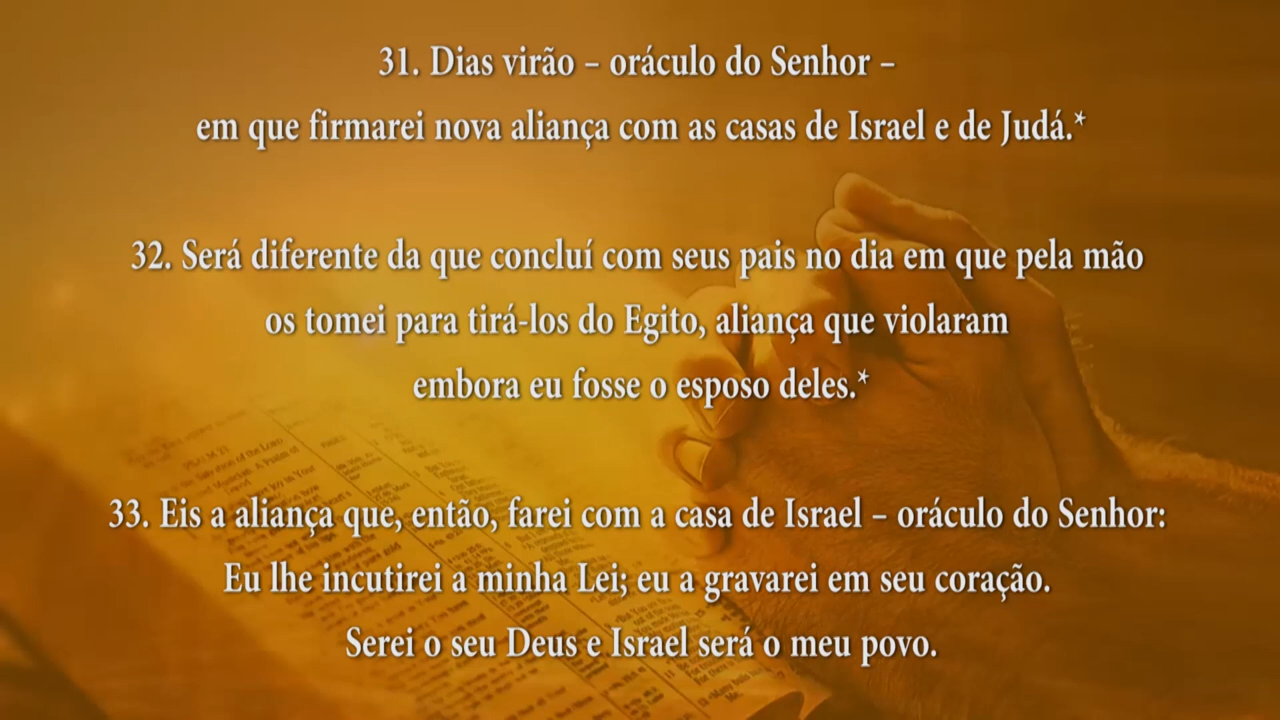 31. Dias virão – oráculo do Senhor –
em que firmarei nova aliança com as casas de Israel e de Judá.*
32. Será diferente da que concluí com seus pais no dia em que pela mão
os tomei para tirá-los do Egito, aliança que violaram
embora eu fosse o esposo deles.*
33. Eis a aliança que, então, farei com a casa de Israel – oráculo do Senhor:
Eu lhe incutirei a minha Lei; eu a gravarei em seu coração.
Serei o seu Deus e Israel será o meu povo.